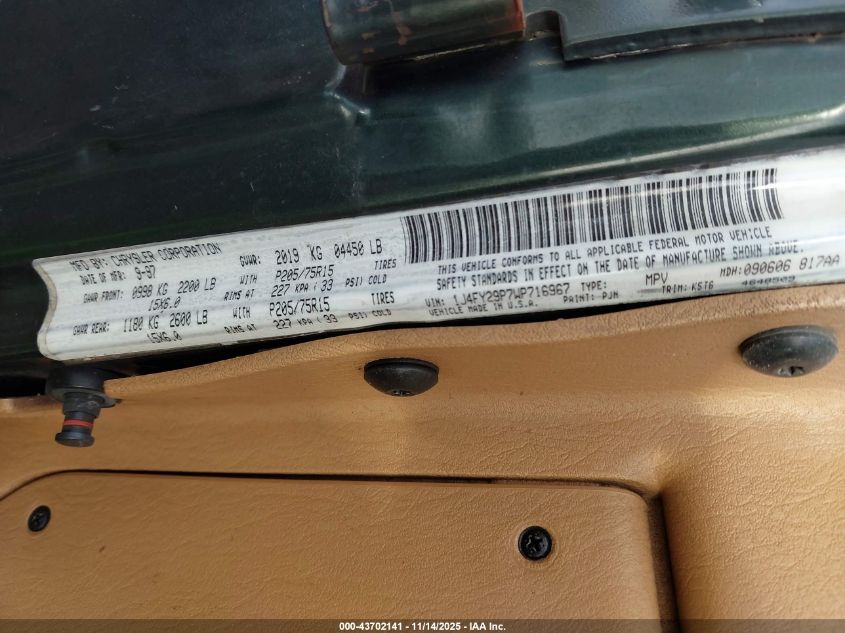 MFD BY: CHRYSLER CORPORATION GVWR: 2019 KG 04450 LB
DATE OF MFR: 9-97 WITH P205/75R15 TIRES
GAWR FRONT: 0998 KG 2200 LB RIMS AT 227 KPA ( 33 PSI) COLD
15X6.0 WITH P205/75R15 TIRES
GAWR REAR: 1180 KG 2600 LB RIMS AT 227 KPA ( 33 PSI) COLD
15X6.0
THIS VEHICLE CONFORMS TO ALL APPLICABLE FEDERAL MOTOR VEHICLE
SAFETY STANDARDS IN EFFECT ON THE DATE OF MANUFACTURE SHOWN ABOVE.
VIN: 1J4FY29P7WP716967 TYPE: MPV MDH: 090606 817AA
VEHICLE MADE IN U.S.A. PAINT: PJN TRIM: KST6
000-43702141 - 11/14/2025 - IAA Inc.